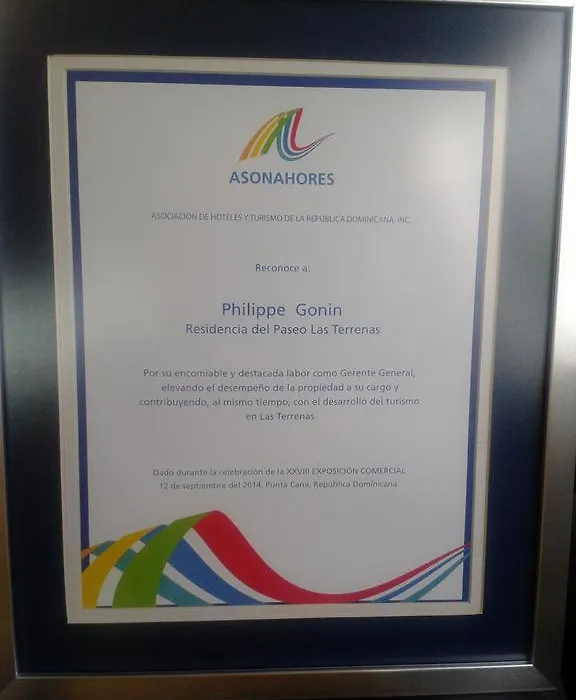 ASONAHORES
ASOCIACIÓN DE HOTELES Y TURISMO DE LA REPÚBLICA DOMINICANA, INC.
Reconoce a:
Philippe Gonin
Residencia del Paseo Las Terrenas
Por su encomiable y destacada labor como Gerente General,
elevando el desempeño de la propiedad a su cargo y
contribuyendo, al mismo tiempo, con el desarrollo del turismo
en Las Terrenas
Dado durante la celebración de la XXVIII EXPOSICIÓN COMERCIAL
12 de septiembre del 2014, Punta Cana, República Dominicana